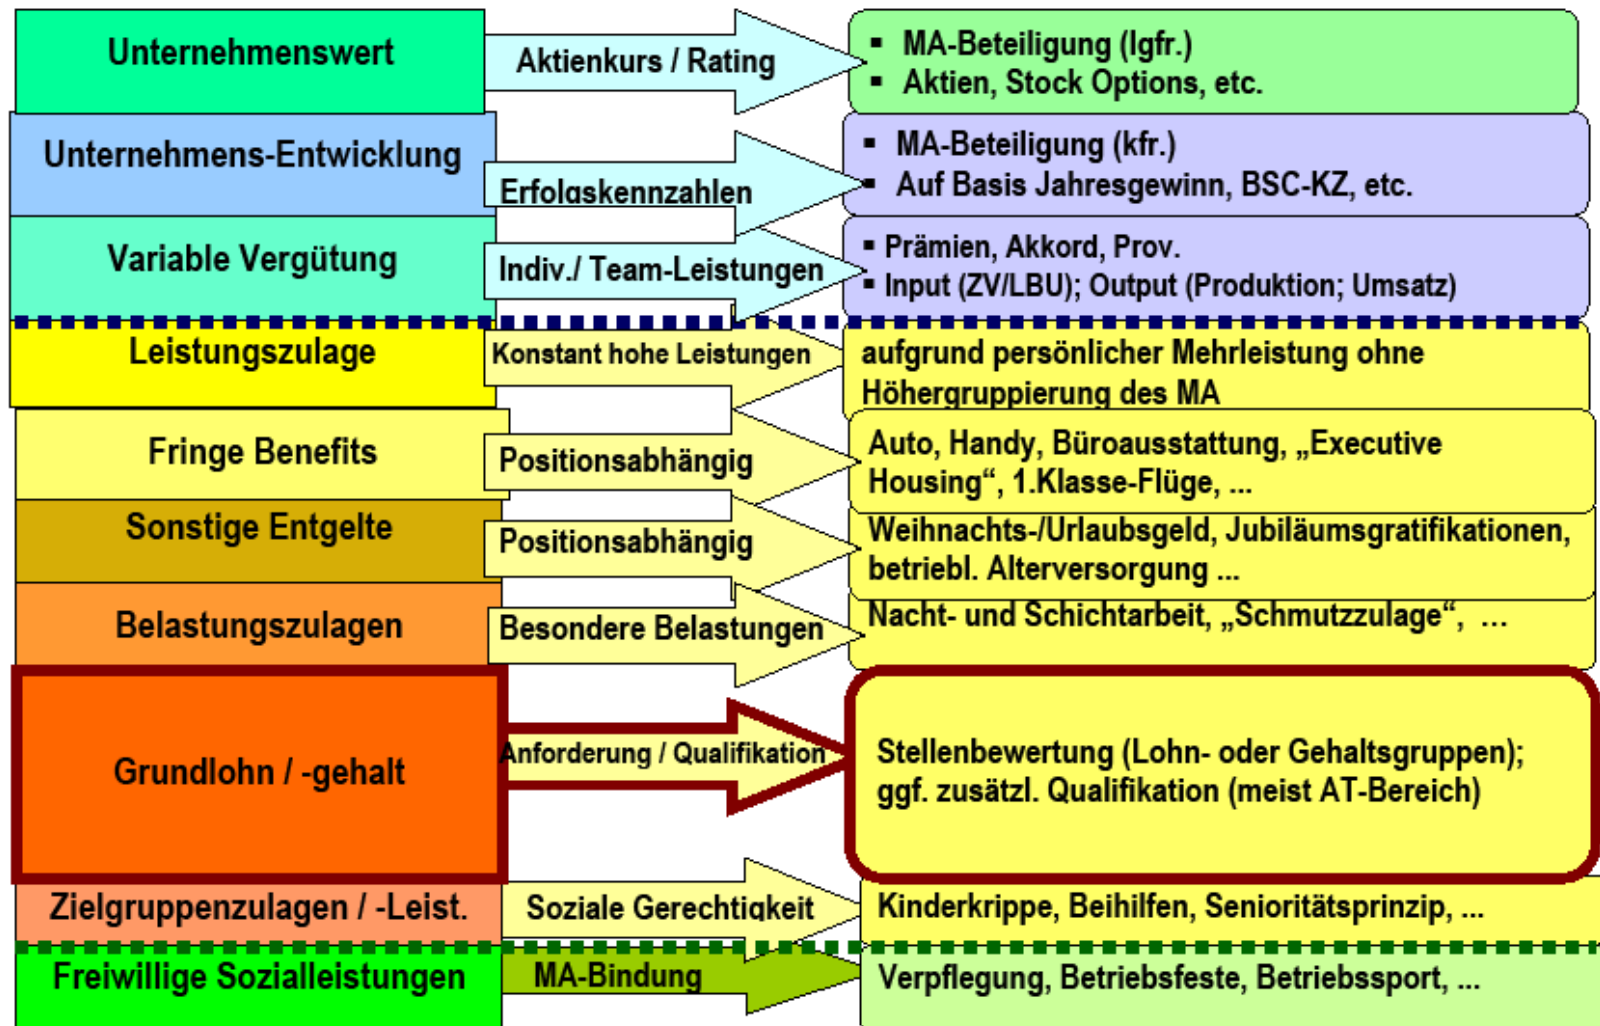 Unternehmenswert
Aktienkurs / Rating
▪ MA-Beteiligung (lgfr.)
▪ Aktien, Stock Options, etc.
Unternehmens-Entwicklung
Erfolgskennzahlen
▪ MA-Beteiligung (kfr.)
▪ Auf Basis Jahresgewinn, BSC-KZ, etc.
Variable Vergütung
Indiv./ Team-Leistungen
▪ Prämien, Akkord, Prov.
▪ Input (ZV/LBU); Output (Produktion; Umsatz)
Leistungszulage
Konstant hohe Leistungen
aufgrund persönlicher Mehrleistung ohne
Höhergruppierung des MA
Fringe Benefits
Positionsabhängig
Auto, Handy, Büroausstattung, „Executive
Housing“, 1.Klasse-Flüge, ...
Sonstige Entgelte
Positionsabhängig
Weihnachts-/Urlaubsgeld, Jubiläumsgratifikationen,
betriebl. Alterversorgung ...
Belastungszulagen
Besondere Belastungen
Nacht- und Schichtarbeit, „Schmutzzulage“, ...
Grundlohn / -gehalt
Anforderung / Qualifikation
Stellenbewertung (Lohn- oder Gehaltsgruppen);
ggf. zusätzl. Qualifikation (meist AT-Bereich)
Zielgruppenzulagen / -Leist.
Soziale Gerechtigkeit
Kinderkrippe, Beihilfen, Senioritätsprinzip, ...
Freiwillige Sozialleistungen
MA-Bindung
Verpflegung, Betriebsfeste, Betriebssport, ...